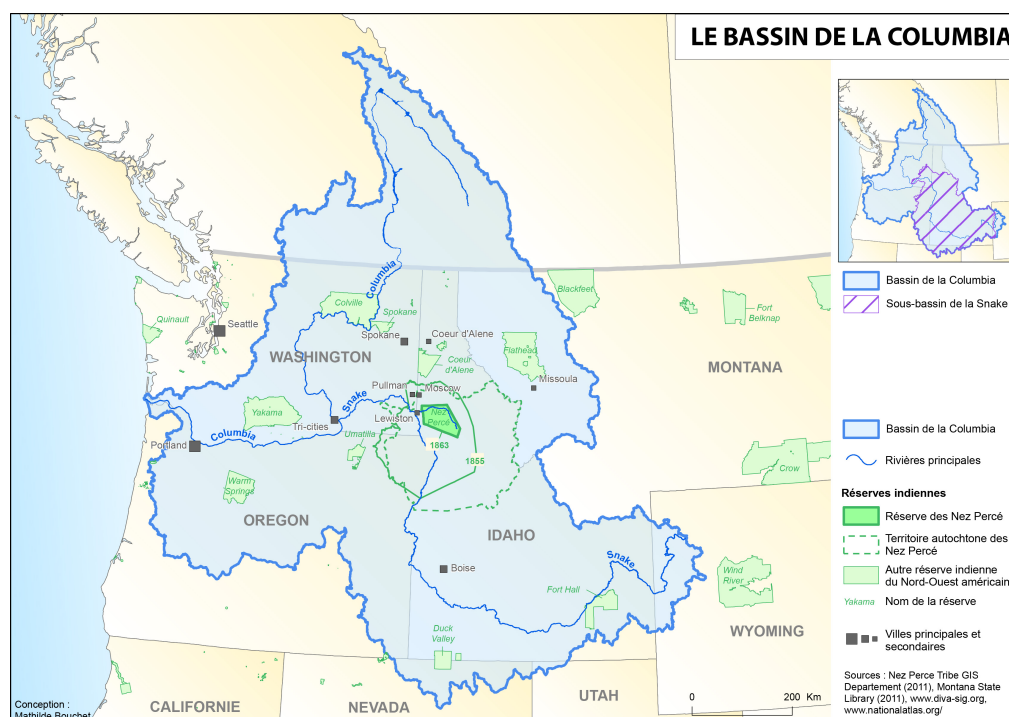 LE BASSIN DE LA COLUMBIA
Columbia
Colville
Spokane
Blackfeet
Fort
Belknap
Quinault
Seattle
Spokane
Coeur d'Alene
WASHINGTON
Coeur
d'Alene
Flathead
MONTANA
Pullman
Moscow
Missoula
Snake
Lewiston
Nez
Percé
Yakama
Tri-cities
Umatilla
Columbia
Portland
1863
1855
Crow
Warm
Springs
OREGON
IDAHO
Snake
Boise
Wind
River
Fort Hall
Duck
Valley
WYOMING
UTAH
NEVADA
CALIFORNIE
0 200 Km
Conception :
Mathilde Bouchet
Bassin de la Columbia
Sous-bassin de la Snake
Bassin de la Columbia
Rivières principales
Réserves indiennes
Réserve des Nez Percé
Territoire autochtone des
Nez Percé
Autre réserve indienne
du Nord-Ouest américain
Yakama Nom de la réserve
Villes principales et
secondaires
Sources : Nez Perce Tribe GIS
Departement (2011), Montana State
Library (2011), www.diva-sig.org,
www.nationalatlas.org/